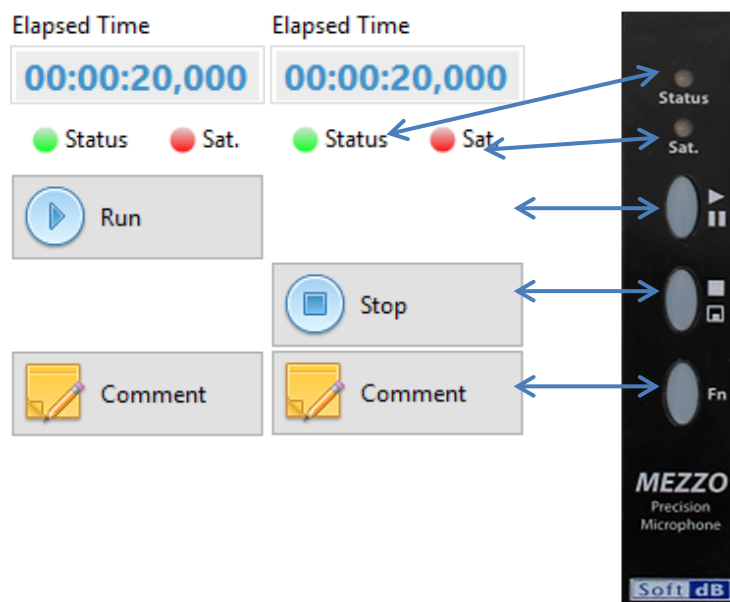 Elapsed Time
00:00:20,000
Status Sat.
Run
Comment
Elapsed Time
00:00:20,000
Status Sat.
Stop
Comment
Status
Sat.
Fn
MEZZO
Precision
Microphone
Soft dB